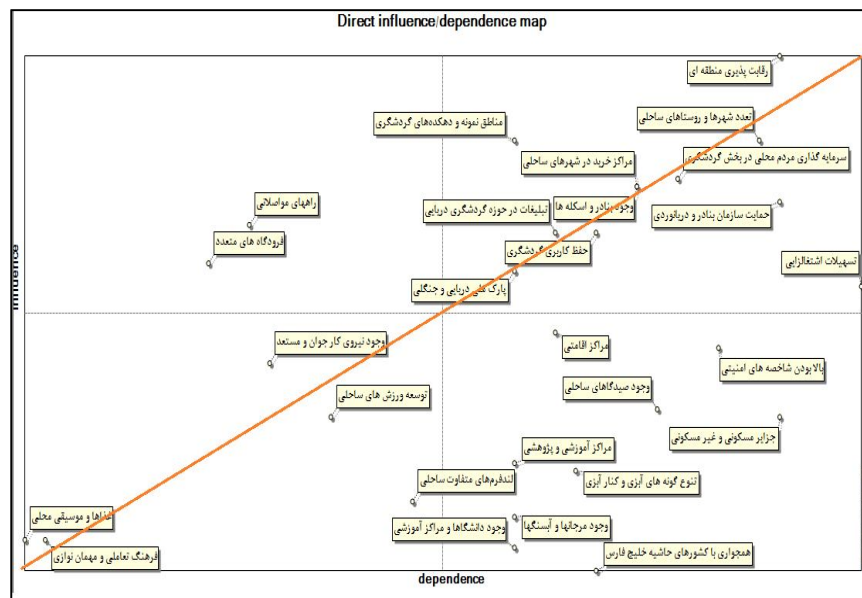 Direct influence/dependence map
رقابت پذیری منطقه ای
تعدد شهرها و روستاهای ساحلی
مناطق نمونه و دهکده‌های گردشگری
مراکز خرید در شهرهای ساحلی
سرمایه گذاری مردم محلی در بخش گردشگری
راههای مواصلاتی
تبلیغات در حوزه گردشگری دریایی
وجود بنادر و اسکله ها
حمایت سازمان بنادر و دریانوردی
فرودگاه های متعدد
حفظ کاربری گردشگری
تسهیلات اشتغالزایی
پارک ملی دریایی و جنگلی
influence
وجود نیروی کار جوان و مستعد
مراکز اقامتی
بالا بودن شاخصه های امنیتی
توسعه ورزش های ساحلی
وجود صیدگاهای ساحلی
جزایر مسکونی و غیر مسکونی
مراکز آموزشی و پژوهشی
لندفرم‌های متفاوت ساحلی
تنوع گونه های آبزی و کنار آبزی
غذاها و موسیقی محلی
وجود دانشگاها و مراکز آموزشی
وجود مرجانها و آبسنگها
فرهنگ تعاملی و مهمان نوازی
همجواری با کشورهای حاشیه خلیج فارس
dependence